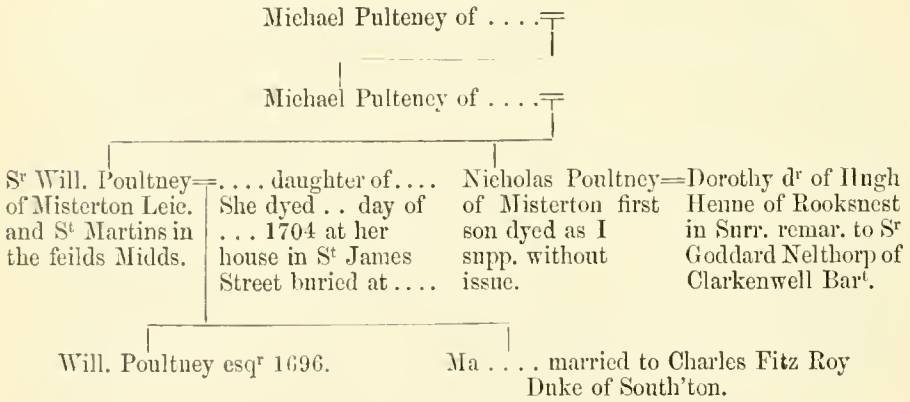 Michael Pulteney of . . . .
Michael Pulteney of . . . .
Sʳ Will. Poultney=
of Misterton Leic.
and Sᵗ Martins in
the feilds Midds.
. . . . daughter of . . . .
She dyed . . day of
. . . 1704 at her
house in Sᵗ James
Street buried at . . . .
Nicholas Poultney=
of Misterton first
son dyed as I
supp. without
issue.
Dorothy dʳ of Hugh
Henne of Rooksnest
in Surr. remar. to Sʳ
Goddard Nelthorp of
Clarkenwell Barᵗ.
Will. Poultney esqʳ 1696.
Ma . . . . married to Charles Fitz Roy
Duke of South'ton.